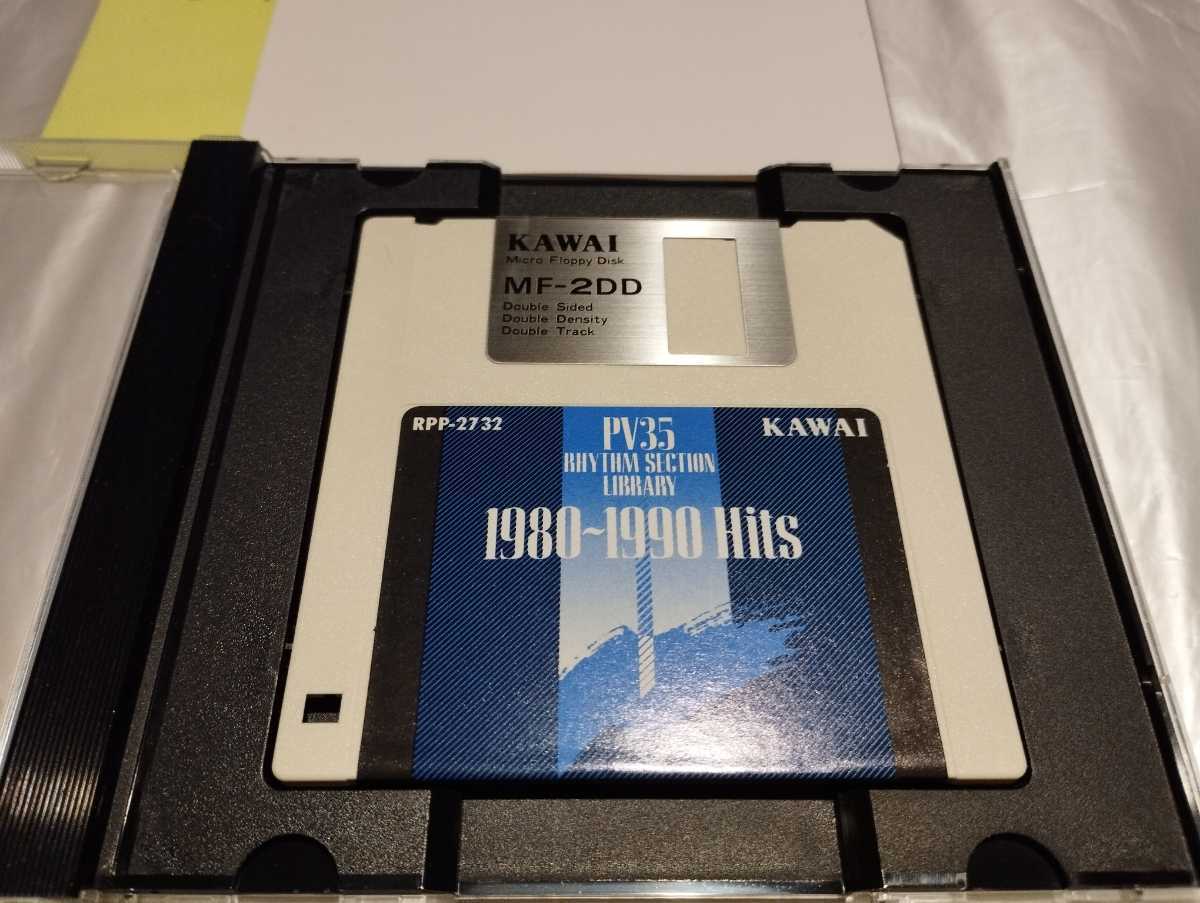 KAWAI
Micro Floppy Disk
MF-2DD
Double Sided
Double Density
Double Track
RPP-2732
PV35
RHYTHM SECTION
LIBRARY
KAWAI
1980~1990 Hits